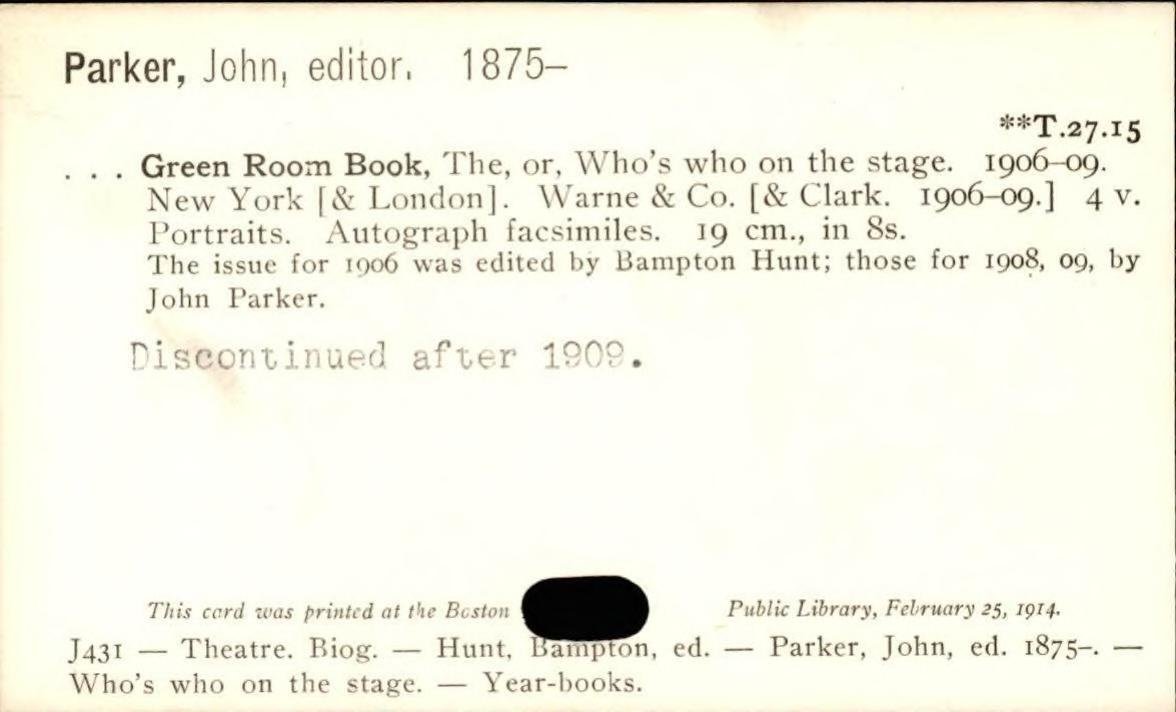 Parker, John, editor. 1875–
**T.27.15
. . . Green Room Book, The, or, Who's who on the stage. 1906–09.
New York [& London]. Warne & Co. [& Clark. 1906–09.] 4 v.
Portraits. Autograph facsimiles. 19 cm., in 8s.
The issue for 1906 was edited by Bampton Hunt; those for 1908, 09, by
John Parker.
Discontinued after 1909.
This card was printed at the Boston Public Library, February 25, 1914.
J431 — Theatre. Biog. — Hunt, Bampton, ed. — Parker, John, ed. 1875–. —
Who's who on the stage. — Year-books.